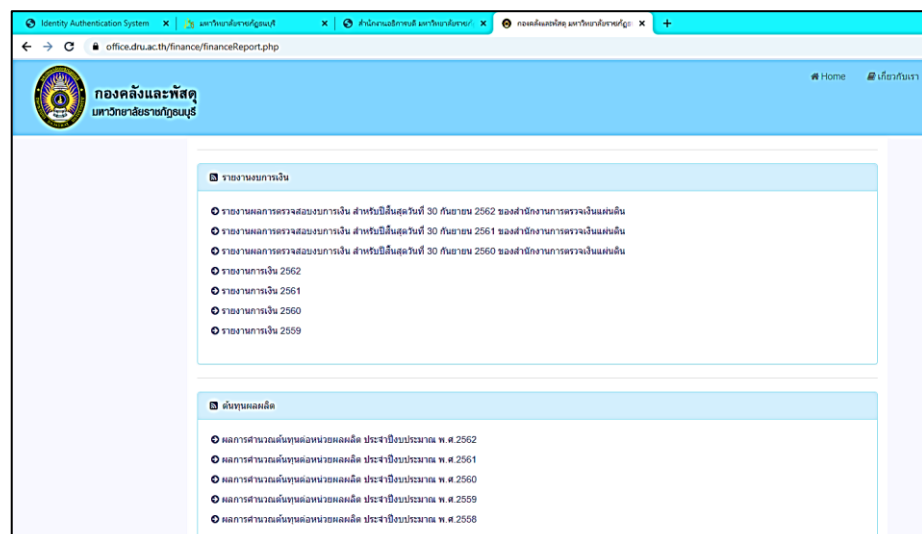 Identity Authentication System
มหาวิทยาลัยราชภัฏธนบุรี
สำนักงานอธิการบดี มหาวิทยาลัยราชภั
กองคลังและพัสดุ มหาวิทยาลัยราชภัฏธ
office.dru.ac.th/finance/financeReport.php
กองคลังและพัสดุ
มหาวิทยาลัยราชภัฏธนบุรี
Home
เกี่ยวกับเรา
รายงานงบการเงิน
รายงานผลการตรวจสอบงบการเงิน สำหรับปีสิ้นสุดวันที่ 30 กันยายน 2562 ของสำนักงานการตรวจเงินแผ่นดิน
รายงานผลการตรวจสอบงบการเงิน สำหรับปีสิ้นสุดวันที่ 30 กันยายน 2561 ของสำนักงานการตรวจเงินแผ่นดิน
รายงานผลการตรวจสอบงบการเงิน สำหรับปีสิ้นสุดวันที่ 30 กันยายน 2560 ของสำนักงานการตรวจเงินแผ่นดิน
รายงานการเงิน 2562
รายงานการเงิน 2561
รายงานการเงิน 2560
รายงานการเงิน 2559
ต้นทุนผลผลิต
ผลการคำนวณต้นทุนต่อหน่วยผลผลิต ประจำปีงบประมาณ พ.ศ.2562
ผลการคำนวณต้นทุนต่อหน่วยผลผลิต ประจำปีงบประมาณ พ.ศ.2561
ผลการคำนวณต้นทุนต่อหน่วยผลผลิต ประจำปีงบประมาณ พ.ศ.2560
ผลการคำนวณต้นทุนต่อหน่วยผลผลิต ประจำปีงบประมาณ พ.ศ.2559
ผลการคำนวณต้นทุนต่อหน่วยผลผลิต ประจำปีงบประมาณ พ.ศ.2558